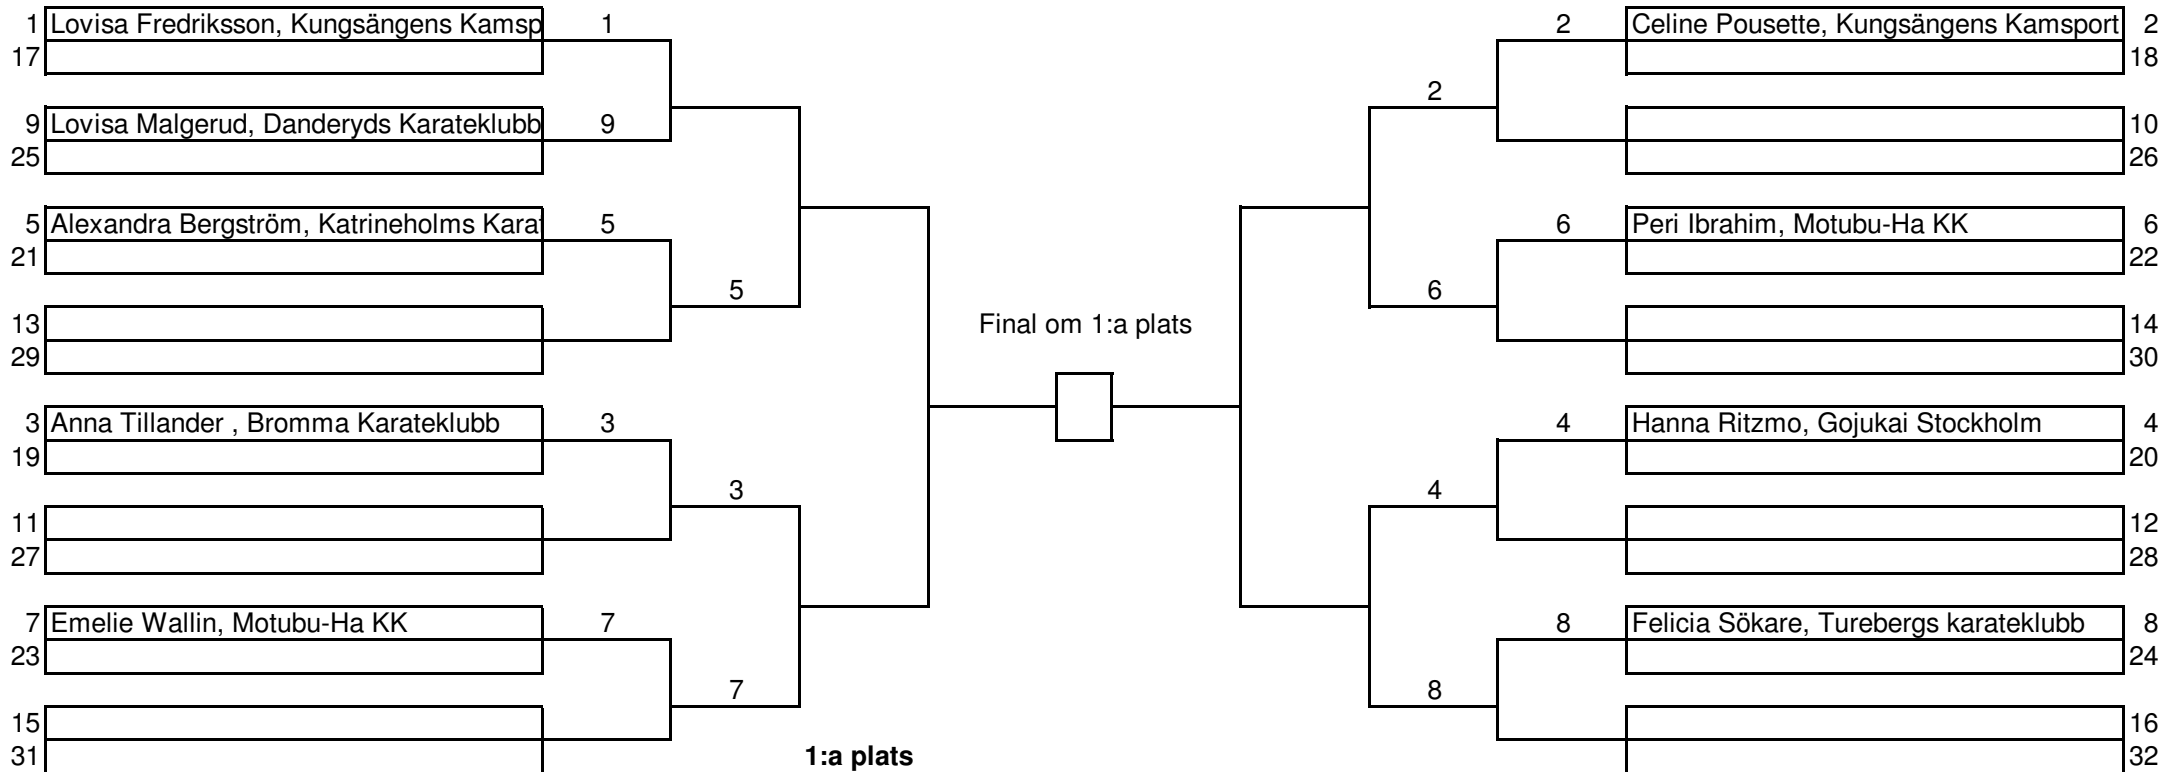 1 Lovisa Fredriksson, Kungsängens Kamsp 1 2 Celine Pousette, Kungsängens Kamsport 2
17 18
2
9 Lovisa Malgerud, Danderyds Karateklubb 9 10
25 26
5 Alexandra Bergström, Katrineholms Karat 5 6 Peri Ibrahim, Motubu-Ha KK 6
21 22
5 6
13 Final om 1:a plats 14
29 30
3 Anna Tillander , Bromma Karateklubb 3 4 Hanna Ritzmo, Gojukai Stockholm 4
19 20
3 4
11 12
27 28
7 Emelie Wallin, Motubu-Ha KK 7 8 Felicia Sökare, Turebergs karateklubb 8
23 24
7 8
15 16
31 1:a plats 32